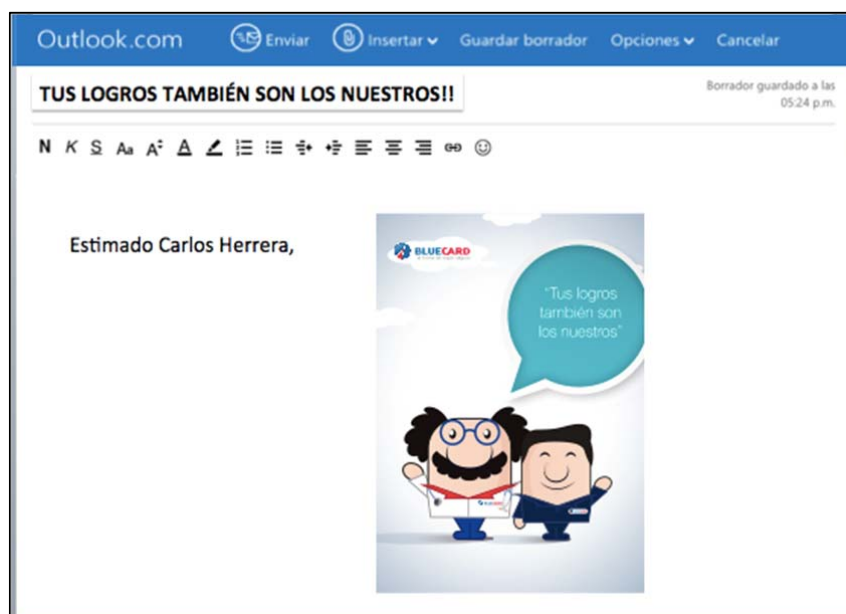 Outlook.com Enviar Insertar Guardar borrador Opciones Cancelar
TUS LOGROS TAMBIÉN SON LOS NUESTROS!!
Borrador guardado a las
05:24 p.m.
N K S Aa A A
Estimado Carlos Herrera,
BLUECARD
"Tus logros
también son
los nuestros"